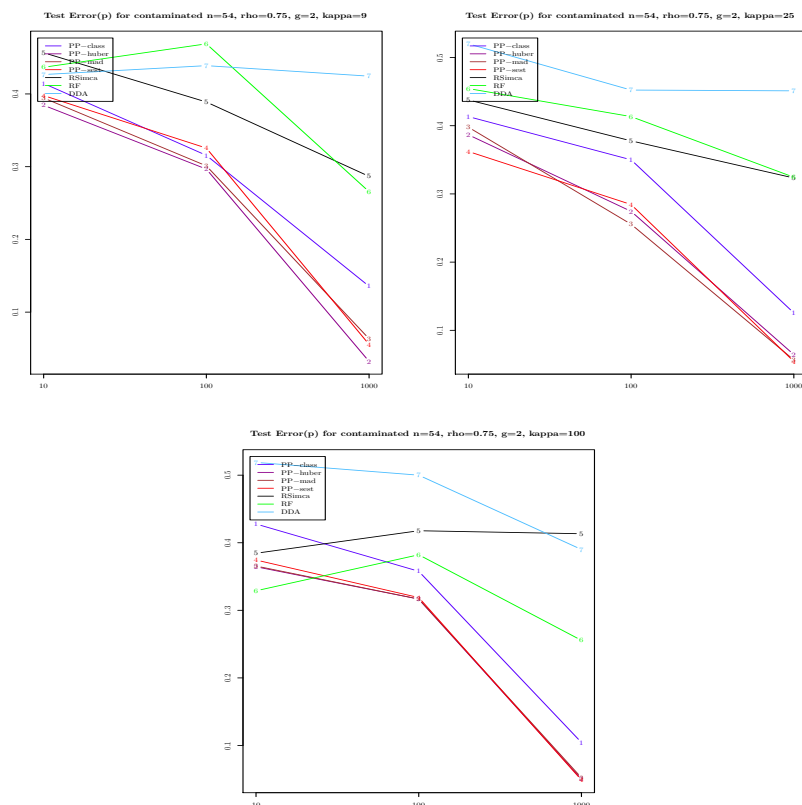 Test Error(p) for contaminated n=54, rho=0.75, g=2, kappa=9
PP−class
PP−huber
PP−mad
PP−sest
RSimca
RF
DDA
0.4
0.3
0.2
0.1
10
100
1000
Test Error(p) for contaminated n=54, rho=0.75, g=2, kappa=25
PP−class
PP−huber
PP−mad
PP−sest
RSimca
RF
DDA
0.5
0.4
0.3
0.2
0.1
10
100
1000
Test Error(p) for contaminated n=54, rho=0.75, g=2, kappa=100
PP−class
PP−huber
PP−mad
PP−sest
RSimca
RF
DDA
0.5
0.4
0.3
0.2
0.1
10
100
1000